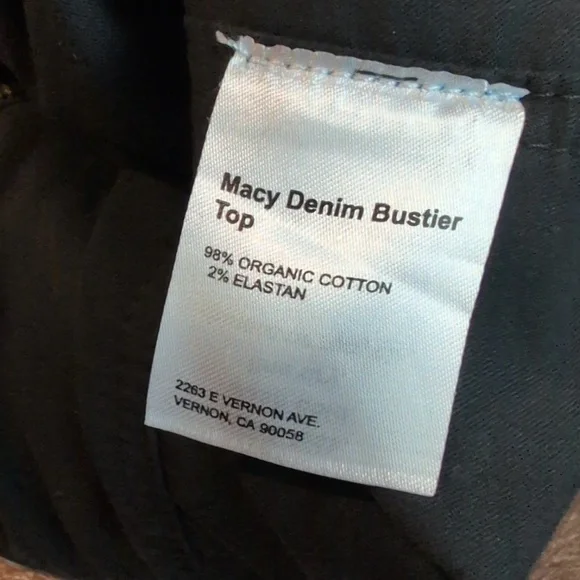 Macy Denim Bustier
Top
98% ORGANIC COTTON
2% ELASTAN
2263 E VERNON AVE.
VERNON, CA 90058